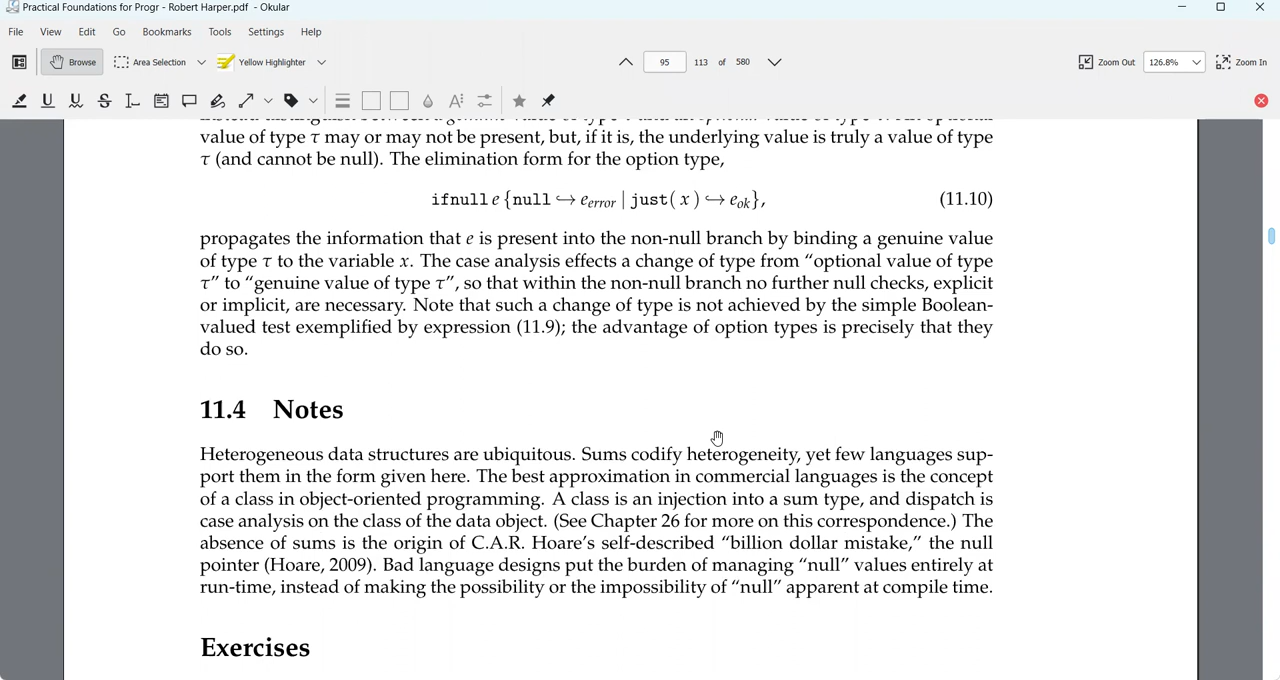 Practical Foundations for Progr - Robert Harper.pdf - Okular
File View Edit Go Bookmarks Tools Settings Help
Browse Area Selection Yellow Highlighter 95 113 of 580 Zoom Out 126.8% Zoom In
value of type τ may or may not be present, but, if it is, the underlying value is truly a value of type
τ (and cannot be null). The elimination form for the option type,
ifnull e {null ↪ e_error | just( x ) ↪ e_ok}, (11.10)
propagates the information that e is present into the non-null branch by binding a genuine value
of type τ to the variable x. The case analysis effects a change of type from “optional value of type
τ” to “genuine value of type τ”, so that within the non-null branch no further null checks, explicit
or implicit, are necessary. Note that such a change of type is not achieved by the simple Boolean-
valued test exemplified by expression (11.9); the advantage of option types is precisely that they
do so.
11.4 Notes
Heterogeneous data structures are ubiquitous. Sums codify heterogeneity, yet few languages sup-
port them in the form given here. The best approximation in commercial languages is the concept
of a class in object-oriented programming. A class is an injection into a sum type, and dispatch is
case analysis on the class of the data object. (See Chapter 26 for more on this correspondence.) The
absence of sums is the origin of C.A.R. Hoare’s self-described “billion dollar mistake,” the null
pointer (Hoare, 2009). Bad language designs put the burden of managing “null” values entirely at
run-time, instead of making the possibility or the impossibility of “null” apparent at compile time.
Exercises